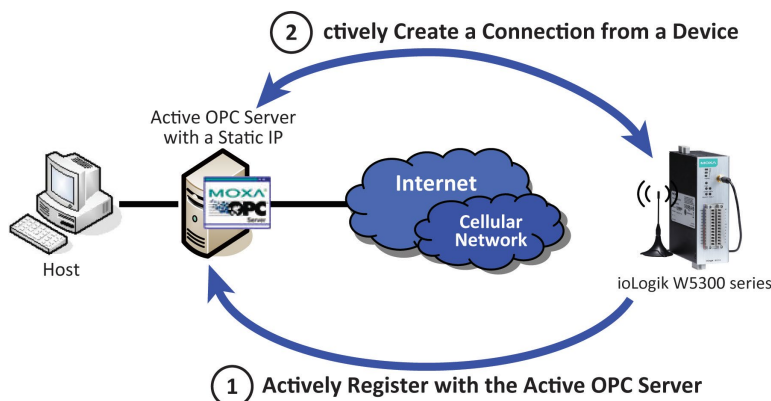 2 ctively Create a Connection from a Device
Active OPC Server
with a Static IP
MOXA
OPC
Server
Internet
Cellular
Network
MOXA
Host
ioLogik W5300 series
1 Actively Register with the Active OPC Server